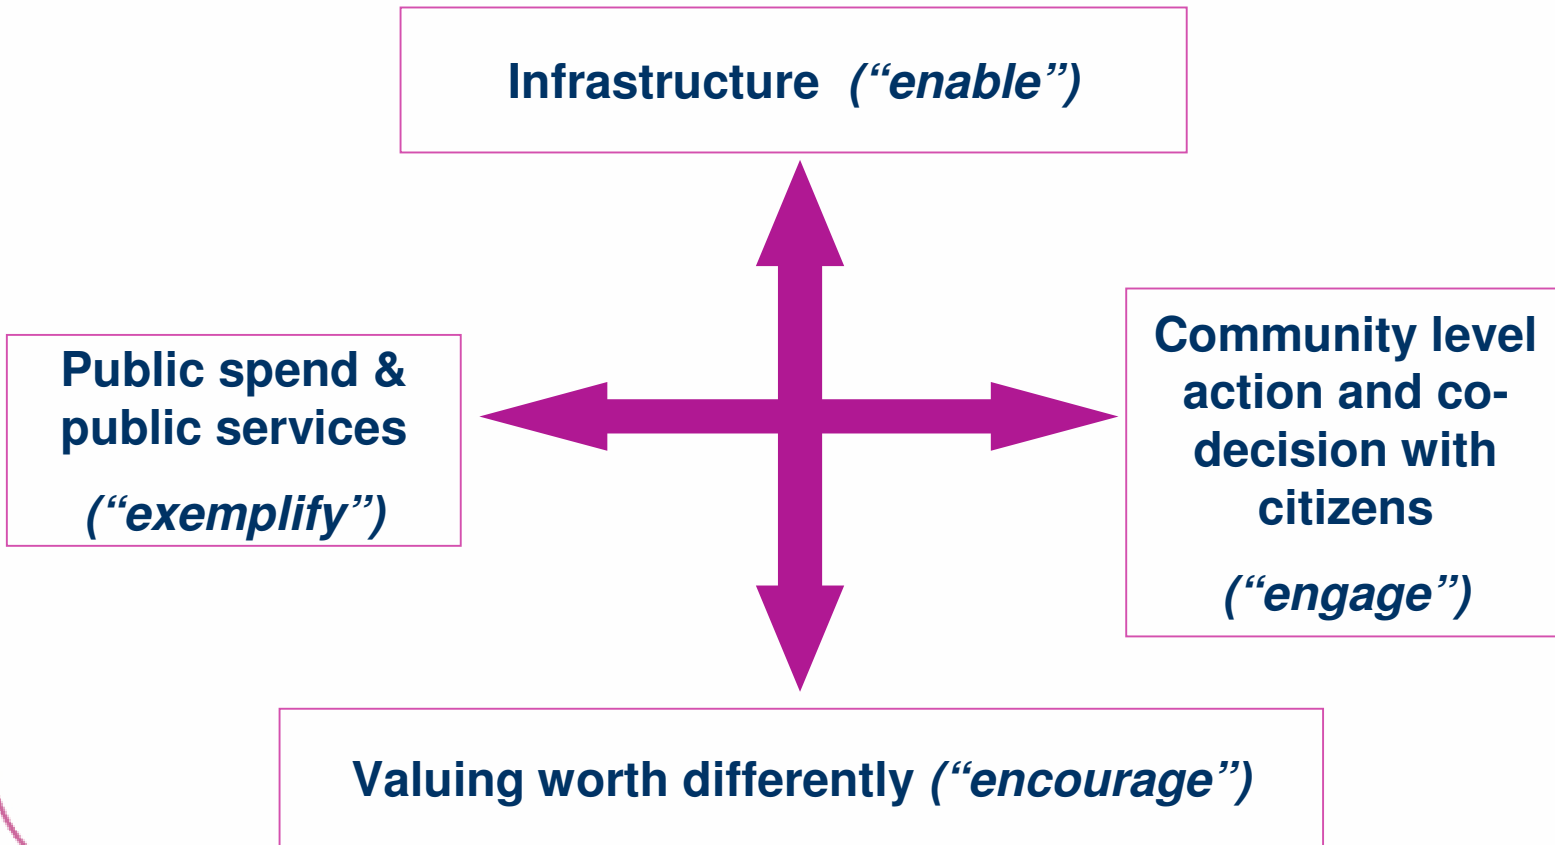 Infrastructure (“enable”)
Public spend &
public services
(“exemplify”)
Community level
action and co-
decision with
citizens
(“engage”)
Valuing worth differently (“encourage”)